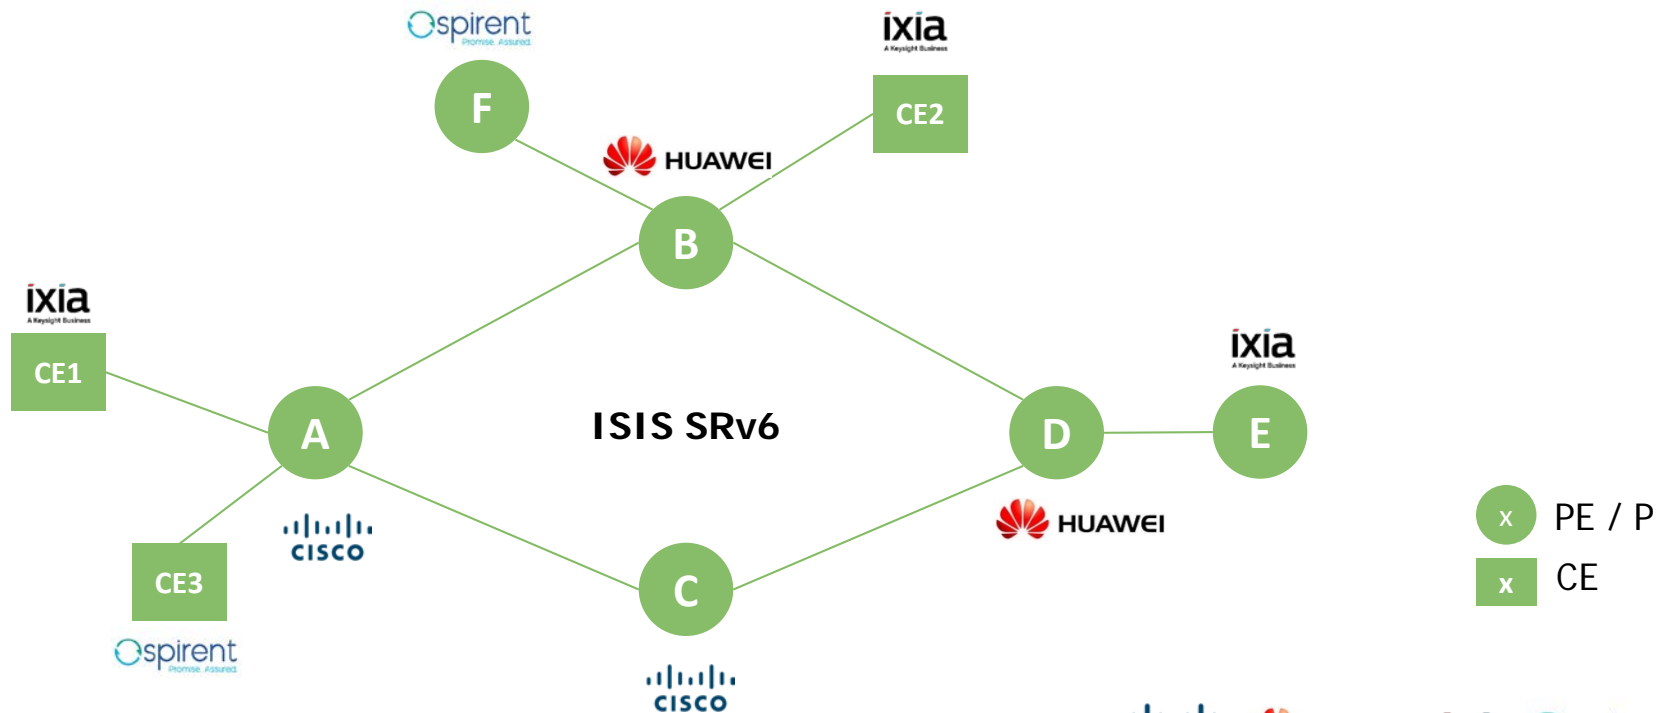 spirent
Promise. Assured.
ixia
A Keysight Business
F
CE2
HUAWEI
B
ixia
A Keysight Business
CE1
ixia
A Keysight Business
A
ISIS SRv6
D
E
CISCO
HUAWEI
x PE / P
CE3
C
x CE
spirent
Promise. Assured.
CISCO